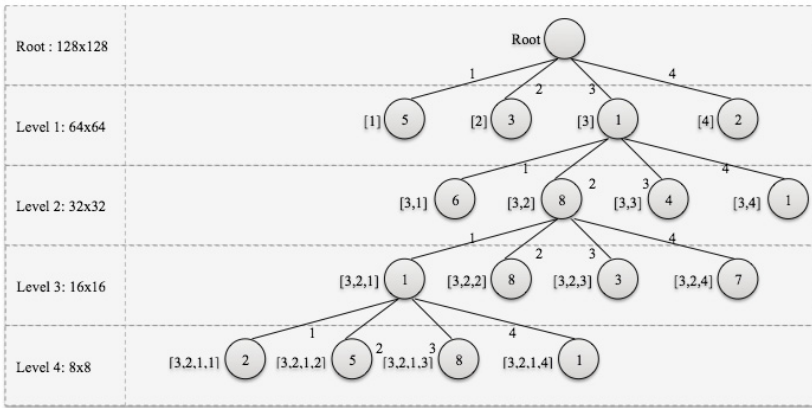 Root : 128x128
Root
1 2 3 4
Level 1: 64x64
[1] 5 [2] 3 [3] 1 [4] 2
1 2 3 4
Level 2: 32x32
[3,1] 6 [3,2] 8 [3,3] 4 [3,4] 1
1 2 3 4
Level 3: 16x16
[3,2,1] 1 [3,2,2] 8 [3,2,3] 3 [3,2,4] 7
1 2 3 4
Level 4: 8x8
[3,2,1,1] 2 [3,2,1,2] 5 [3,2,1,3] 8 [3,2,1,4] 1